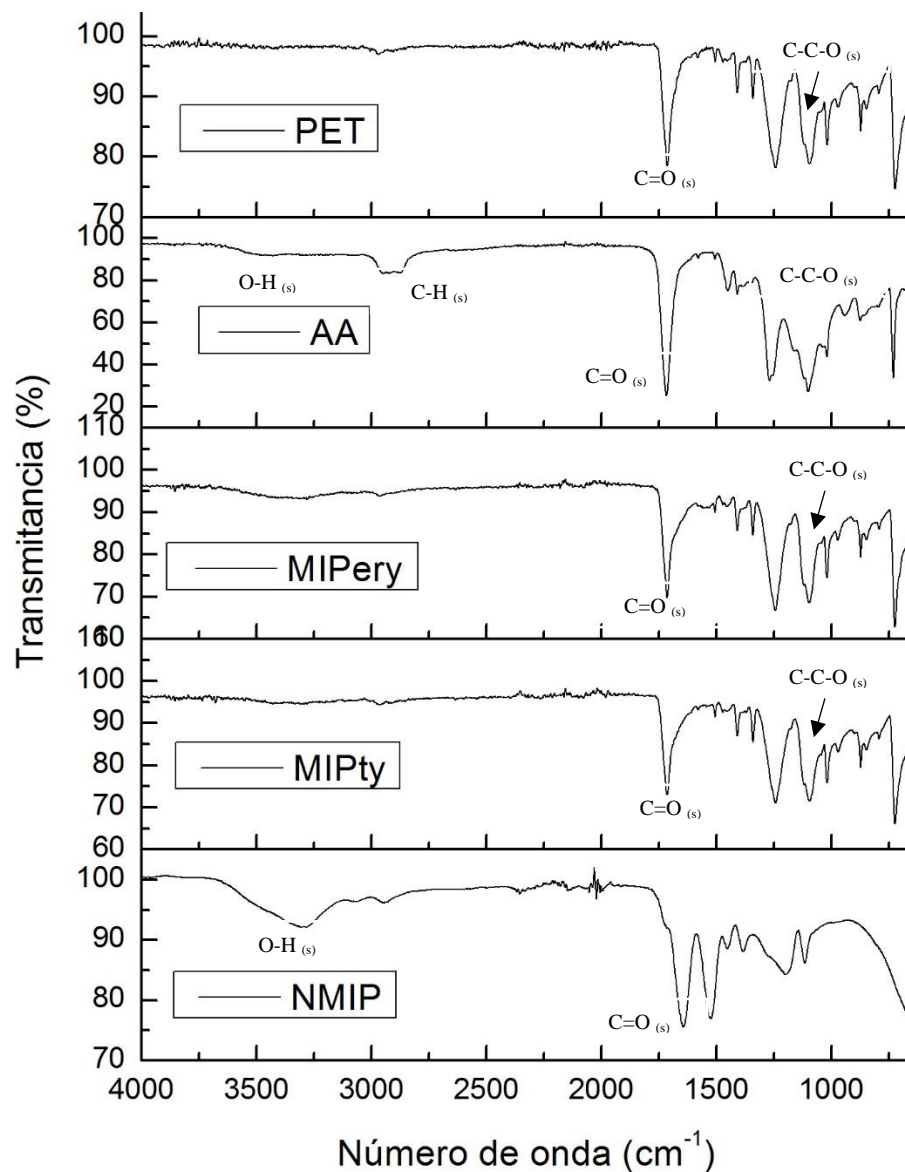 100
90
80
70
C-C-O (s)
PET
C=O (s)
100
80
60
40
20
O-H (s)
C-H (s)
C-C-O (s)
AA
C=O (s)
110
100
90
80
70
C-C-O (s)
MIPery
C=O (s)
100
90
80
70
60
C-C-O (s)
MIPty
C=O (s)
100
90
80
70
O-H (s)
NMIP
C=O (s)
4000 3500 3000 2500 2000 1500 1000
Número de onda (cm-1)
Transmitancia (%)